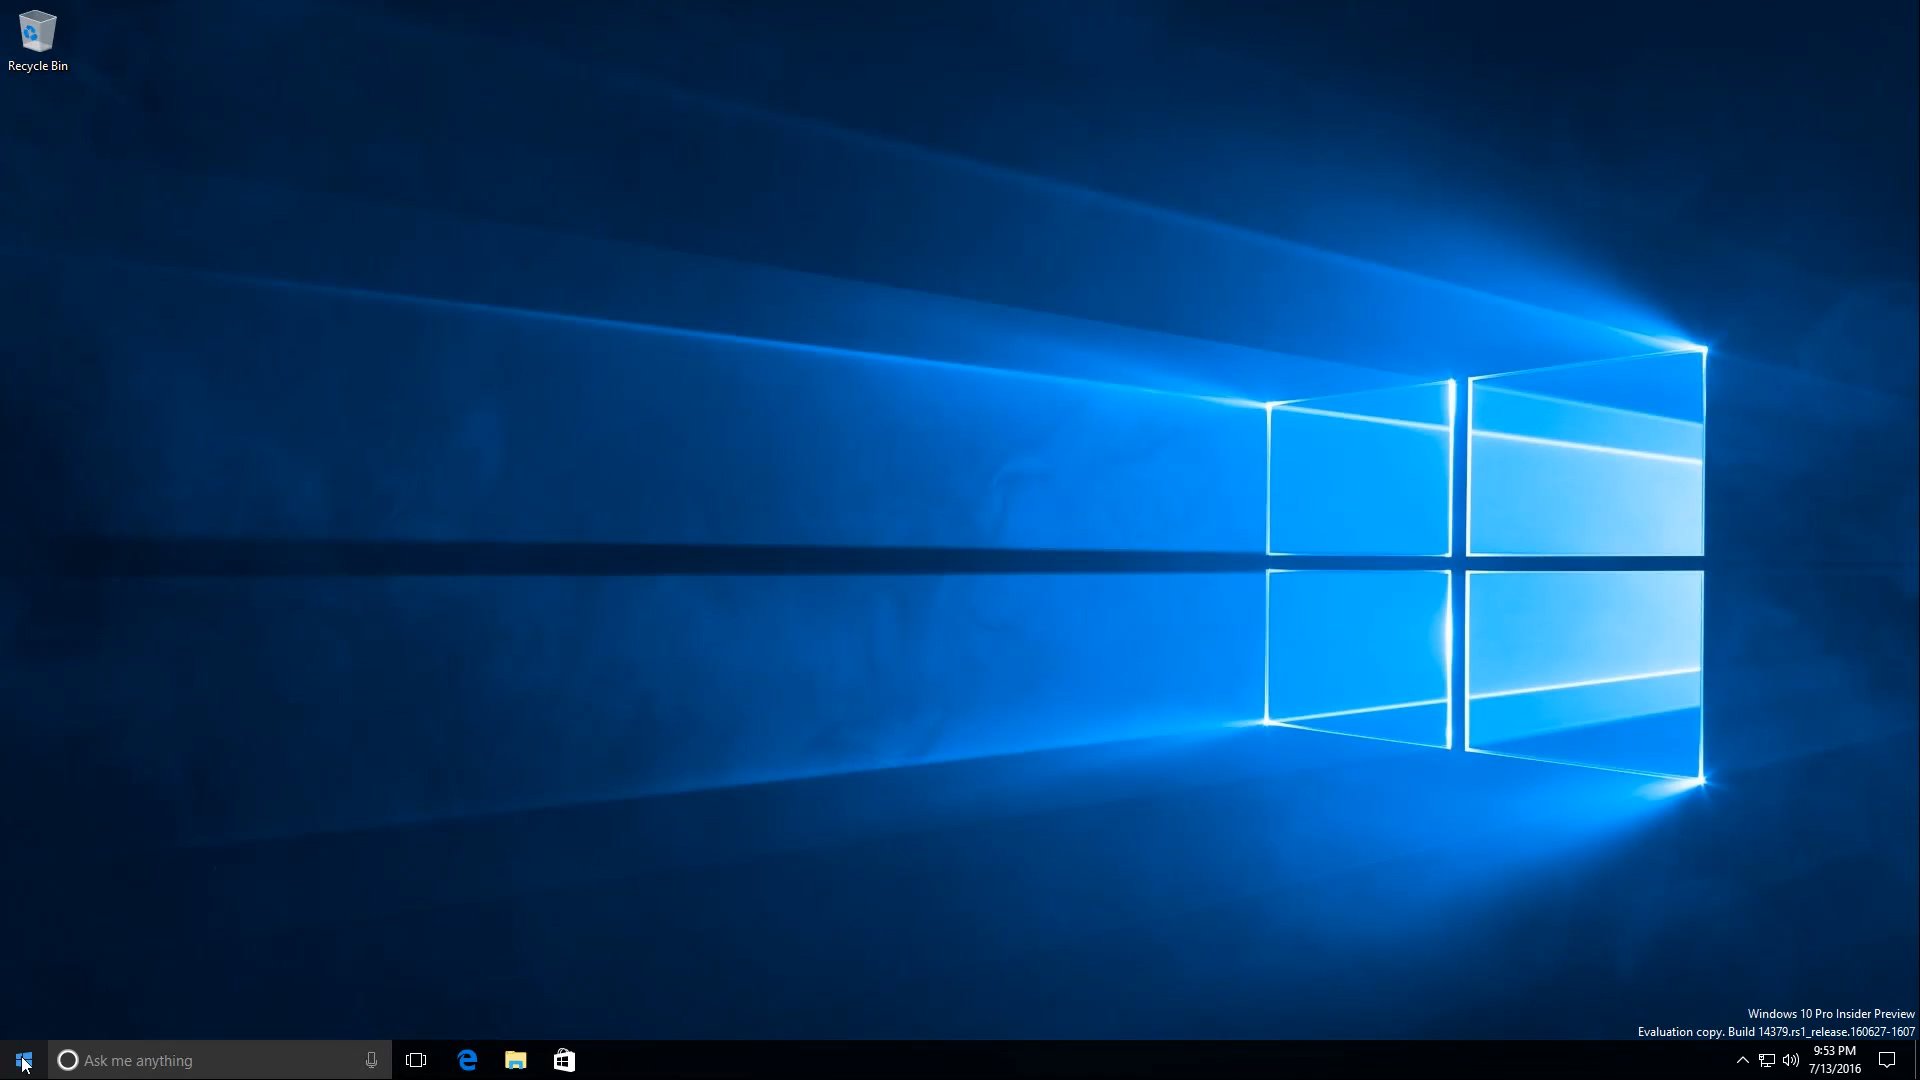 Recycle Bin
Windows 10 Pro Insider Preview
Evaluation copy. Build 14379.rs1_release.160627-1607
Ask me anything
9:53 PM
7/13/2016